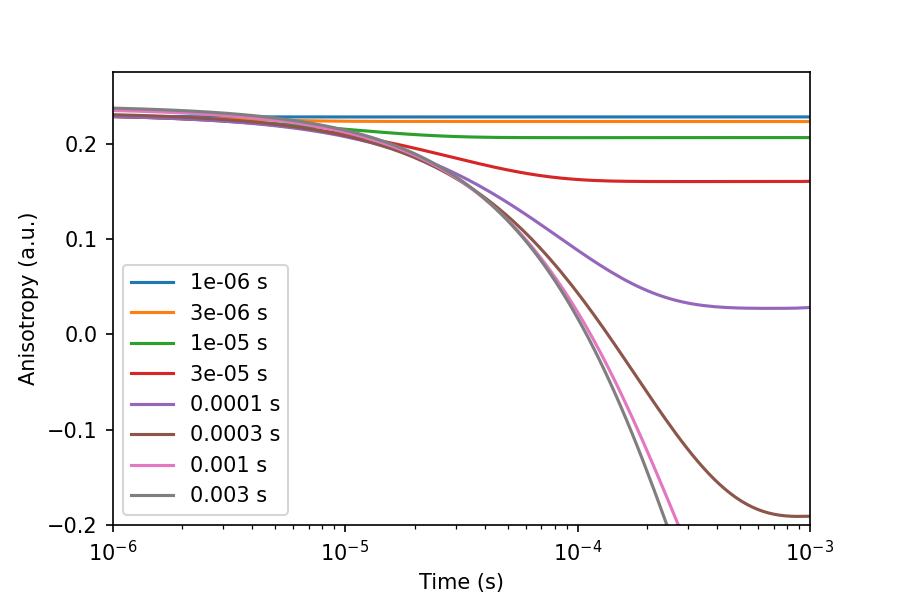 Anisotropy (a.u.)
0.2
0.1
0.0
−0.1
−0.2
1e-06 s
3e-06 s
1e-05 s
3e-05 s
0.0001 s
0.0003 s
0.001 s
0.003 s
10⁻⁶
10⁻⁵
10⁻⁴
10⁻³
Time (s)